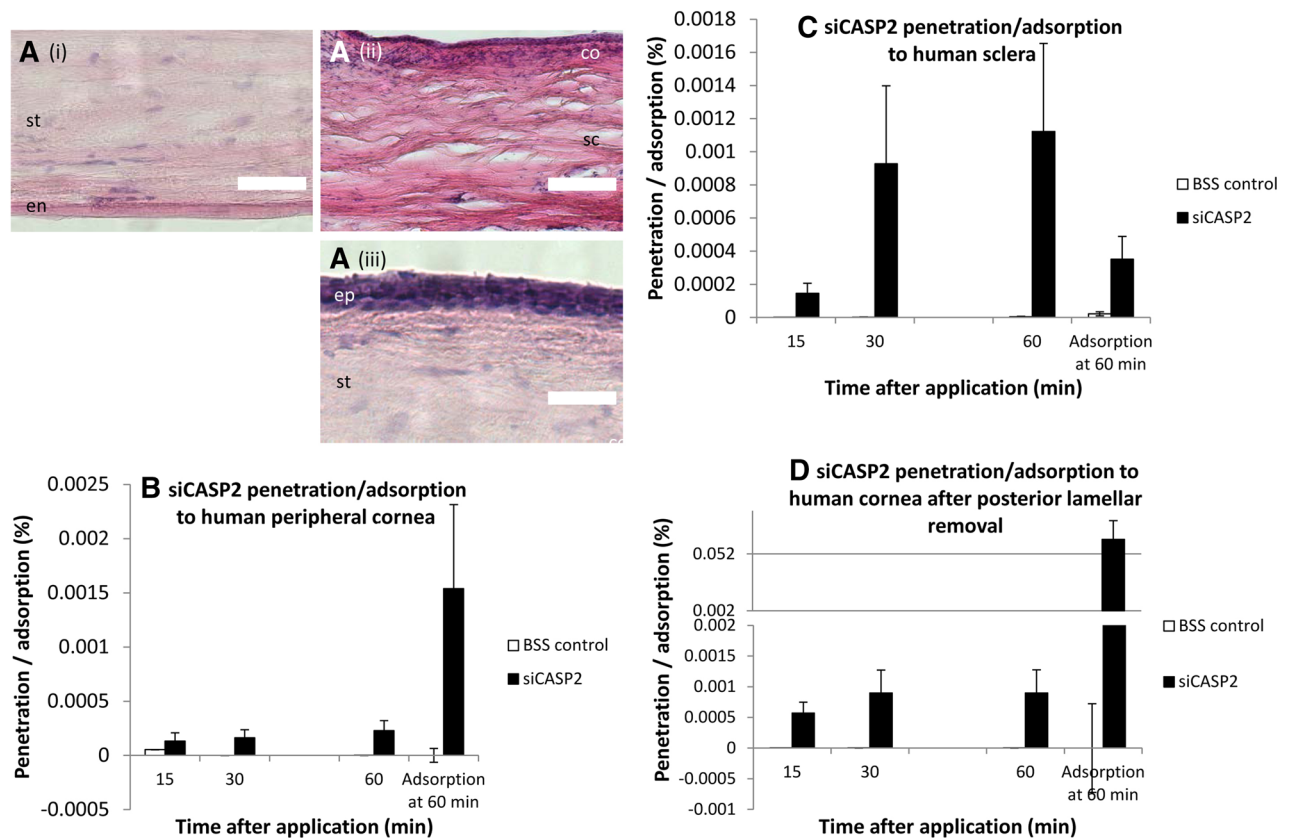 A (i)
st
en
A (ii)
co
sc
A (iii)
ep
st
C siCASP2 penetration/adsorption
to human sclera
Penetration / adsorption (%)
0.0018
0.0016
0.0014
0.0012
0.001
0.0008
0.0006
0.0004
0.0002
0
15 30 60 Adsorption
at 60 min
Time after application (min)
BSS control
siCASP2
B siCASP2 penetration/adsorption
to human peripheral cornea
Penetration / adsorption (%)
0.0025
0.002
0.0015
0.001
0.0005
0
-0.0005
15 30 60 Adsorption
at 60 min
Time after application (min)
BSS control
siCASP2
D siCASP2 penetration/adsorption to
human cornea after posterior lamellar
removal
Penetration / adsorption (%)
0.052
0.002
0.002
0.0015
0.001
0.0005
0
-0.0005
-0.001
15 30 60 Adsorption
at 60 min
Time after application (min)
BSS control
siCASP2